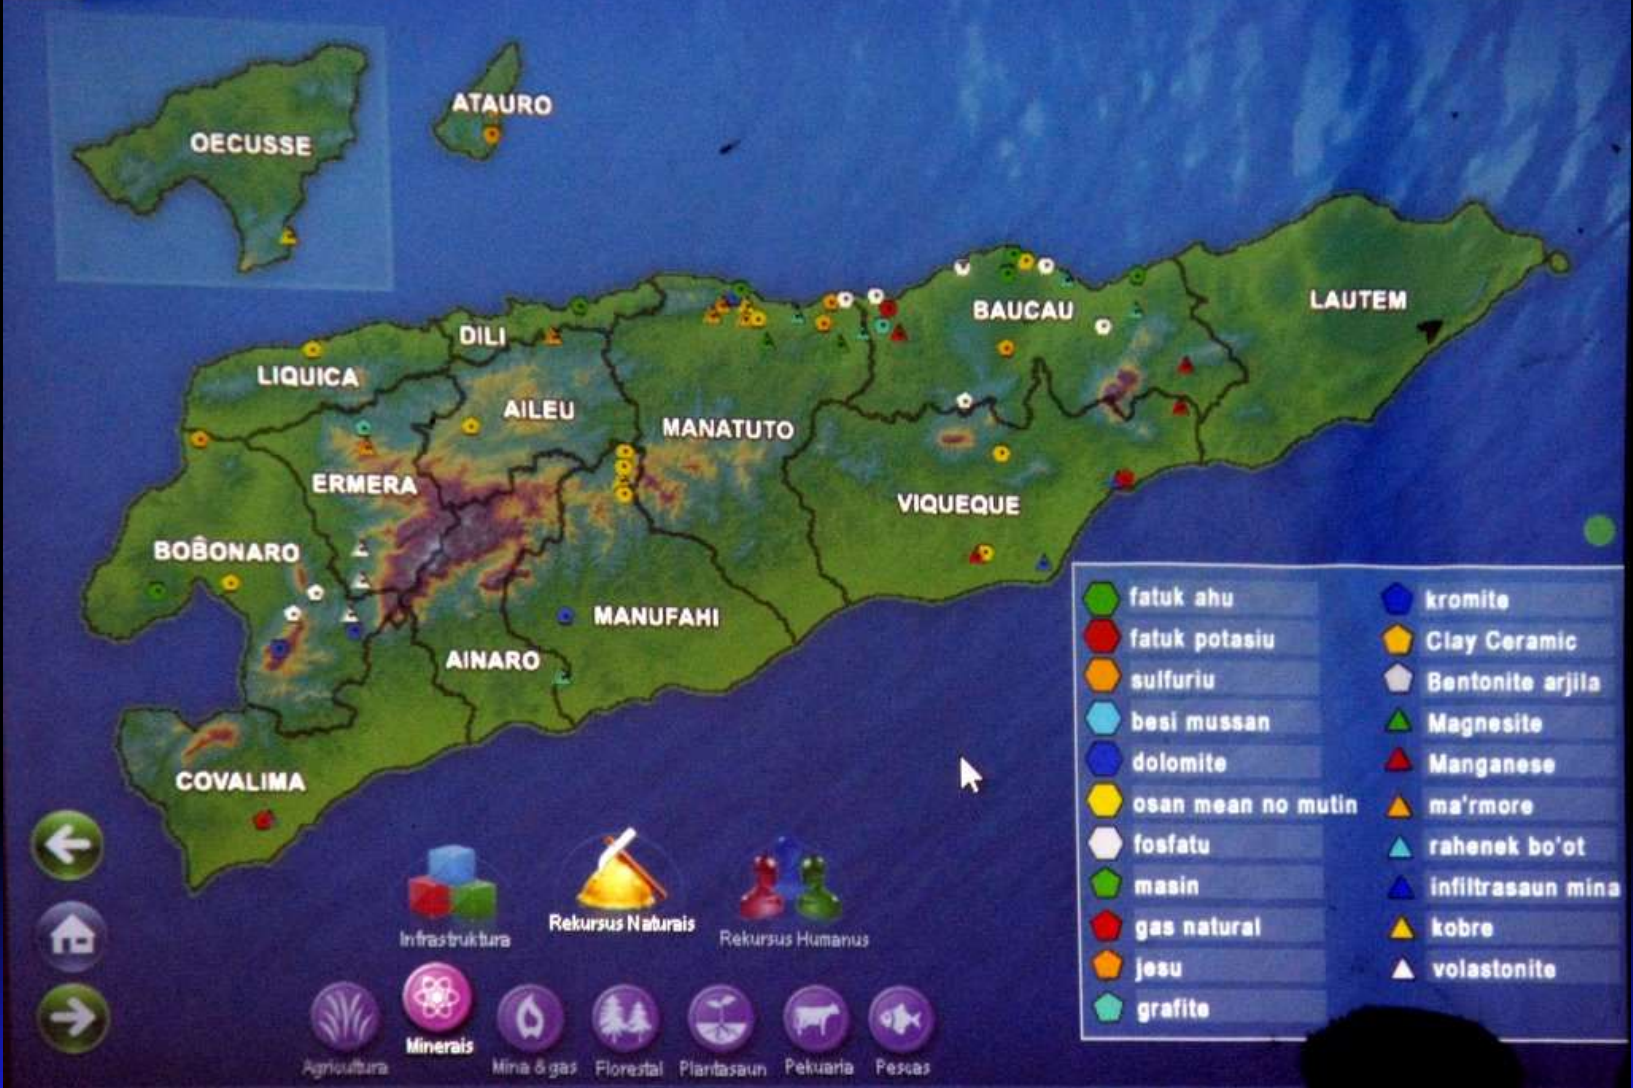 ATAURO
OECUSSE
LAUTEM
BAUCAU
DILI
LIQUICA
AILEU
MANATUTO
ERMERA
VIQUEQUE
BOBONARO
MANUFAHI
AINARO
COVALIMA
fatuk ahu
fatuk potasiu
sulfuriu
besi mussan
dolomite
osan mean no mutin
fosfatu
masin
gas natural
jesu
grafite
kromite
Clay Ceramic
Bentonite arjila
Magnesite
Manganese
ma'rmore
rahenek bo'ot
infiltrasaun mina
kobre
volastonite
Infrastruktura
Rekursus Naturais
Rekursus Humanus
Agricultura
Minerais
Mina & gas
Florestal
Plantasaun
Pekuaria
Pescas